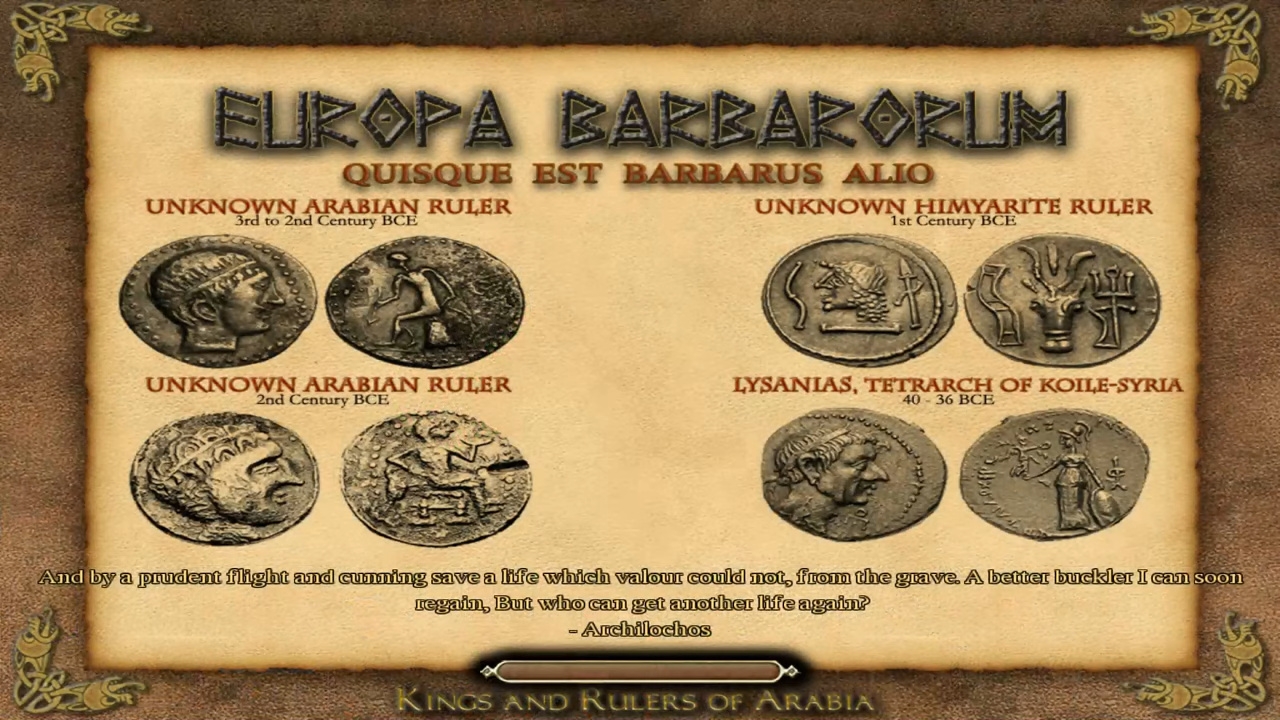 EUROPA BARBARORUM
QUISQUE EST BARBARUS ALIO
UNKNOWN ARABIAN RULER
3rd to 2nd Century BCE
UNKNOWN HIMYARITE RULER
1st Century BCE
UNKNOWN ARABIAN RULER
2nd Century BCE
LYSANIAS, TETRARCH OF KOILE-SYRIA
40 - 36 BCE
And by a prudent flight and cunning save a life which valour could not, from the grave. A better buckler I can soon
regain, But who can get another life again?
- Archilochos
KINGS AND RULERS OF ARABIA